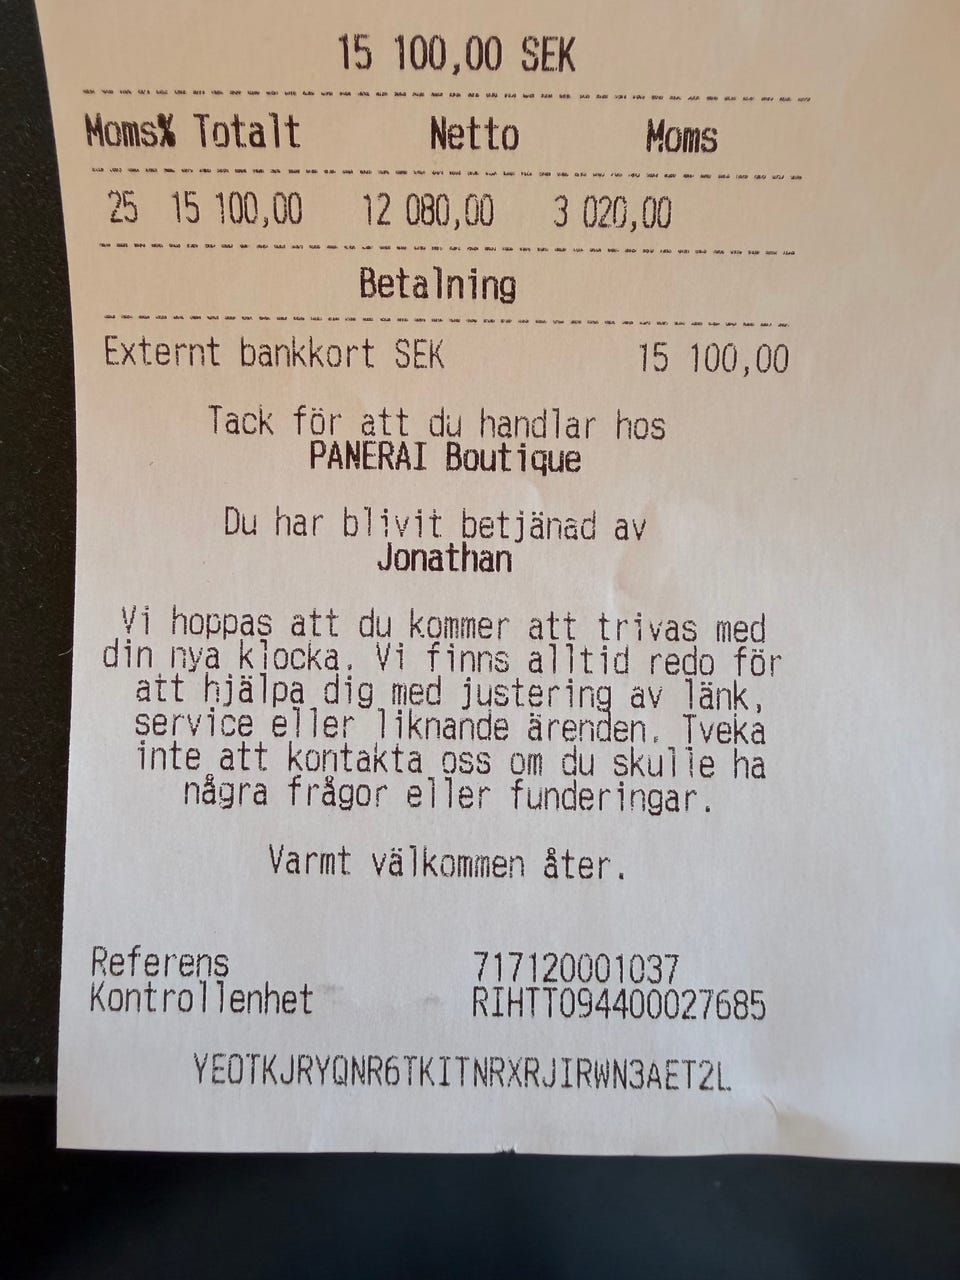 15 100,00 SEK
Moms% Totalt Netto Moms
25 15 100,00 12 080,00 3 020,00
Betalning
Externt bankkort SEK 15 100,00
Tack för att du handlar hos
PANERAI Boutique
Du har blivit betjänad av
Jonathan
Vi hoppas att du kommer att trivas med
din nya klocka. Vi finns alltid redo för
att hjälpa dig med justering av länk,
service eller liknande ärenden. Tveka
inte att kontakta oss om du skulle ha
några frågor eller funderingar.
Varmt välkommen åter.
Referens 717120001037
Kontrollenhet RIHTT094400027685
YEOTKJRYQNR6TKITNRXRJIRWN3AET2L